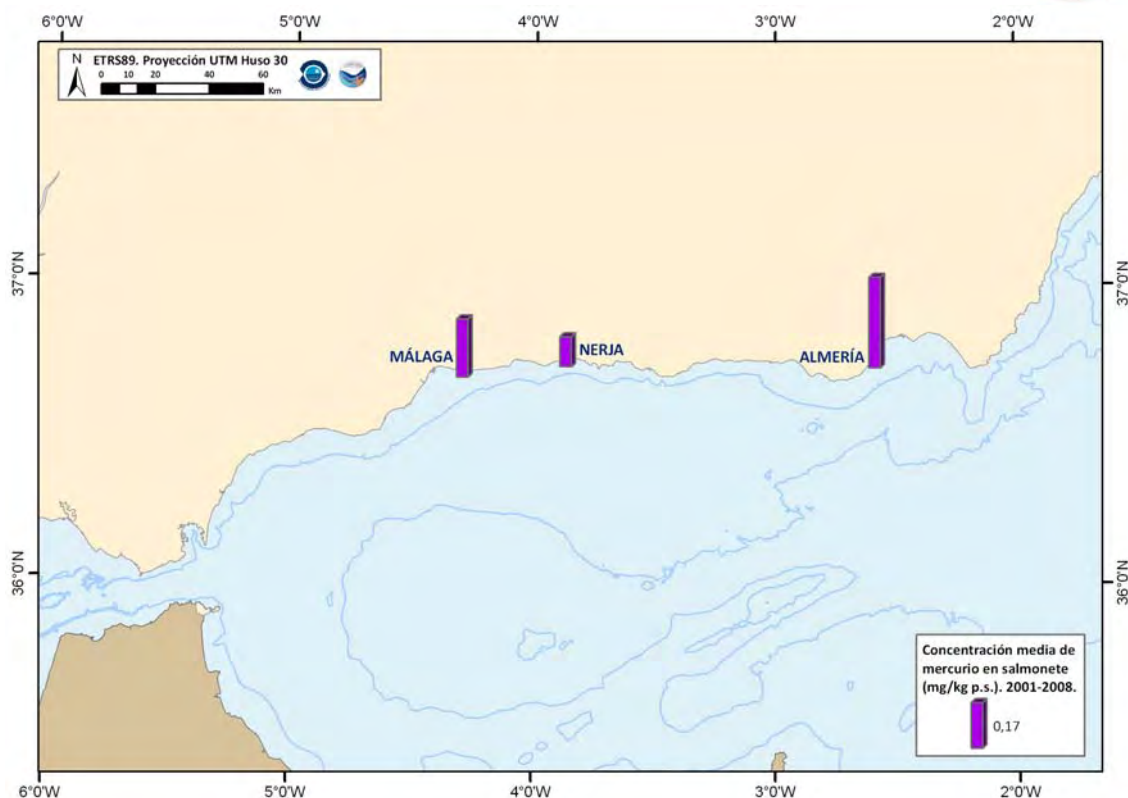 6°0'W 5°0'W 4°0'W 3°0'W 2°0'W
N ETRS89. Proyección UTM Huso 30
0 10 20 40 60
Km
37°0'N 37°0'N
MÁLAGA NERJA ALMERÍA
36°0'N 36°0'N
Concentración media de
mercurio en salmonete
(mg/kg p.s.). 2001-2008.
0,17
6°0'W 5°0'W 4°0'W 3°0'W 2°0'W